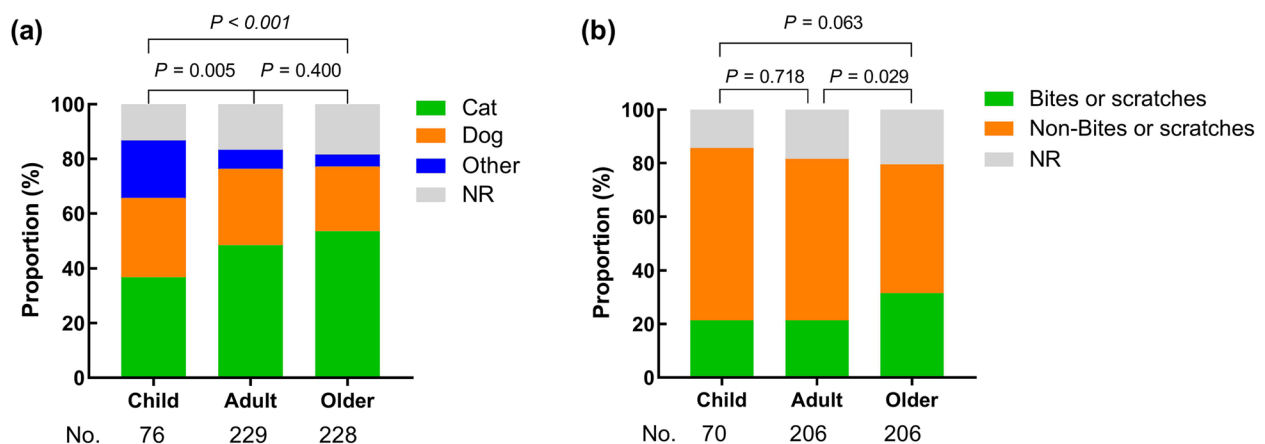 (a)
P < 0.001
P = 0.005
P = 0.400
Proportion (%)
100
80
60
40
20
0
Cat
Dog
Other
NR
Child Adult Older
No. 76 229 228
(b)
P = 0.063
P = 0.718
P = 0.029
Proportion (%)
100
80
60
40
20
0
Bites or scratches
Non-Bites or scratches
NR
Child Adult Older
No. 70 206 206